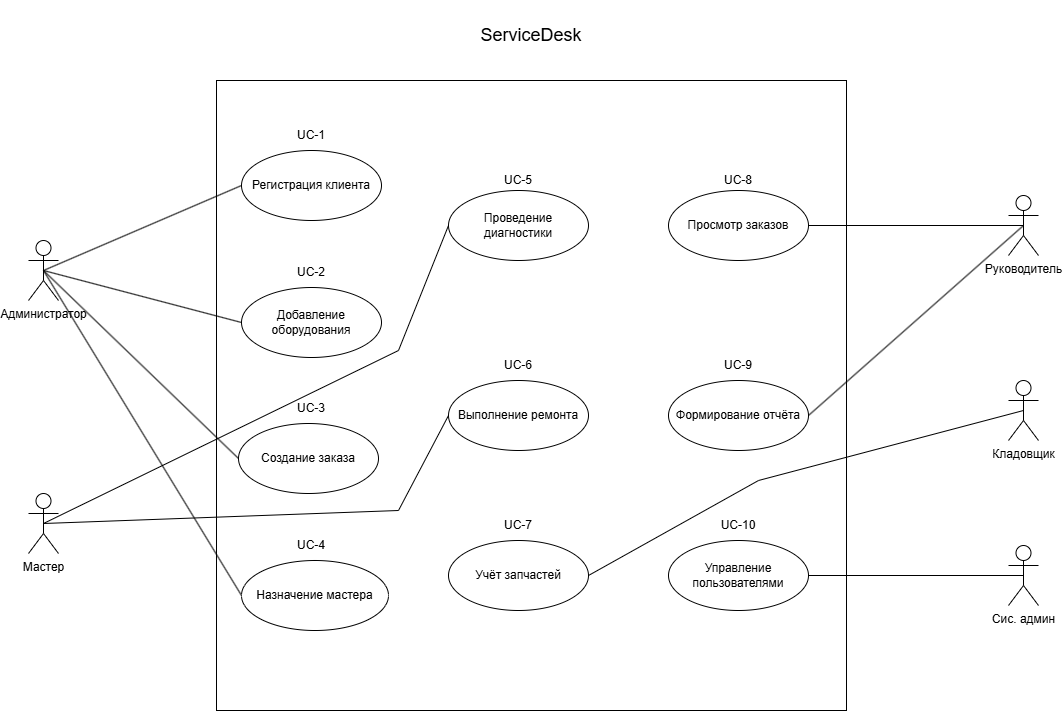 ServiceDesk
Администратор
Мастер
UC-1
Регистрация клиента
UC-2
Добавление
оборудования
UC-3
Создание заказа
UC-4
Назначение мастера
UC-5
Проведение
диагностики
UC-6
Выполнение ремонта
UC-7
Учёт запчастей
UC-8
Просмотр заказов
UC-9
Формирование отчёта
UC-10
Управление
пользователями
Руководитель
Кладовщик
Сис. админ